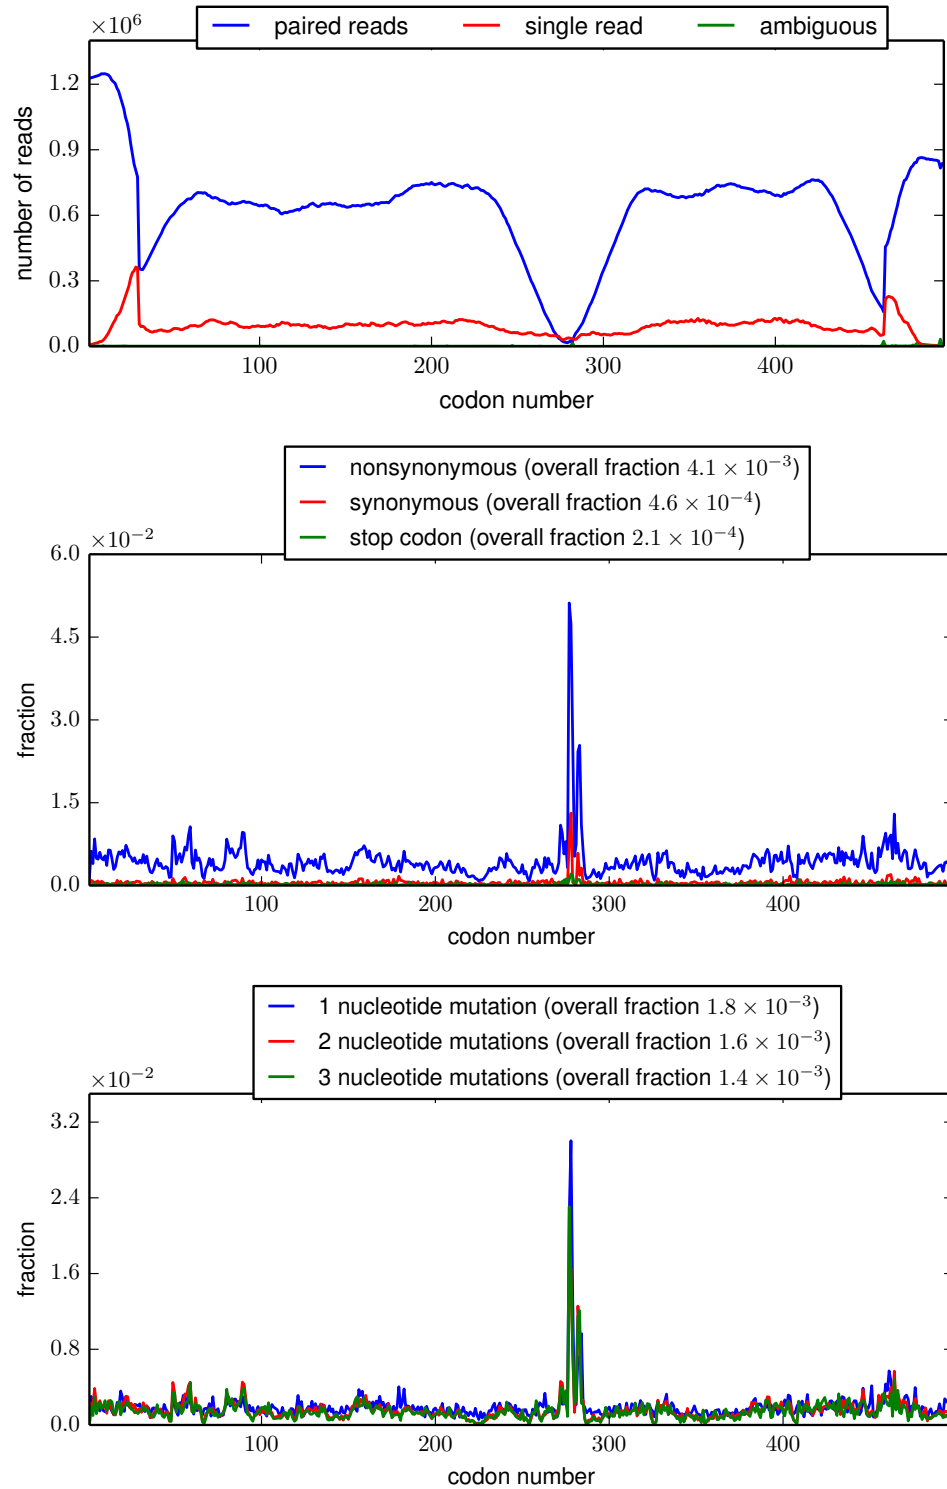 paired reads single read ambiguous
×10⁶
1.2
0.9
0.6
0.3
0.0
number of reads
100 200 300 400
codon number
nonsynonymous (overall fraction 4.1 × 10⁻³)
synonymous (overall fraction 4.6 × 10⁻⁴)
stop codon (overall fraction 2.1 × 10⁻⁴)
×10⁻²
6.0
4.5
3.0
1.5
0.0
fraction
100 200 300 400
codon number
1 nucleotide mutation (overall fraction 1.8 × 10⁻³)
2 nucleotide mutations (overall fraction 1.6 × 10⁻³)
3 nucleotide mutations (overall fraction 1.4 × 10⁻³)
×10⁻²
3.2
2.4
1.6
0.8
0.0
fraction
100 200 300 400
codon number